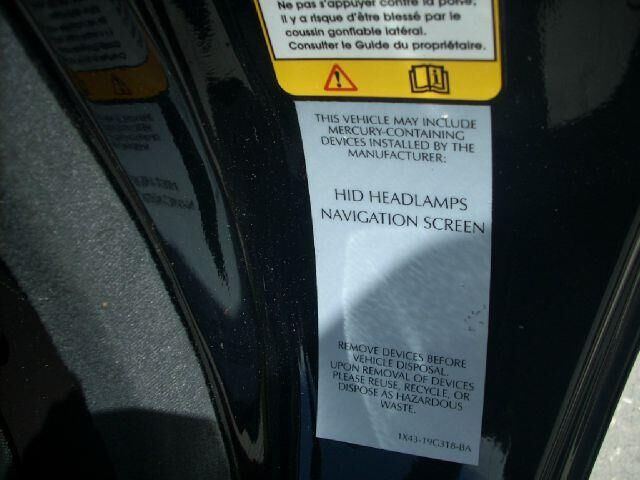 Ne pas s'appuyer contre la porte,
Il y a risque d'être blessé par le
coussin gonflable latéral.
Consulter le Guide du propriétaire.
THIS VEHICLE MAY INCLUDE
MERCURY-CONTAINING
DEVICES INSTALLED BY THE
MANUFACTURER:
HID HEADLAMPS
NAVIGATION SCREEN
REMOVE DEVICES BEFORE
VEHICLE DISPOSAL.
UPON REMOVAL OF DEVICES
PLEASE REUSE, RECYCLE, OR
DISPOSE AS HAZARDOUS
WASTE.
1X43-19G318-BA